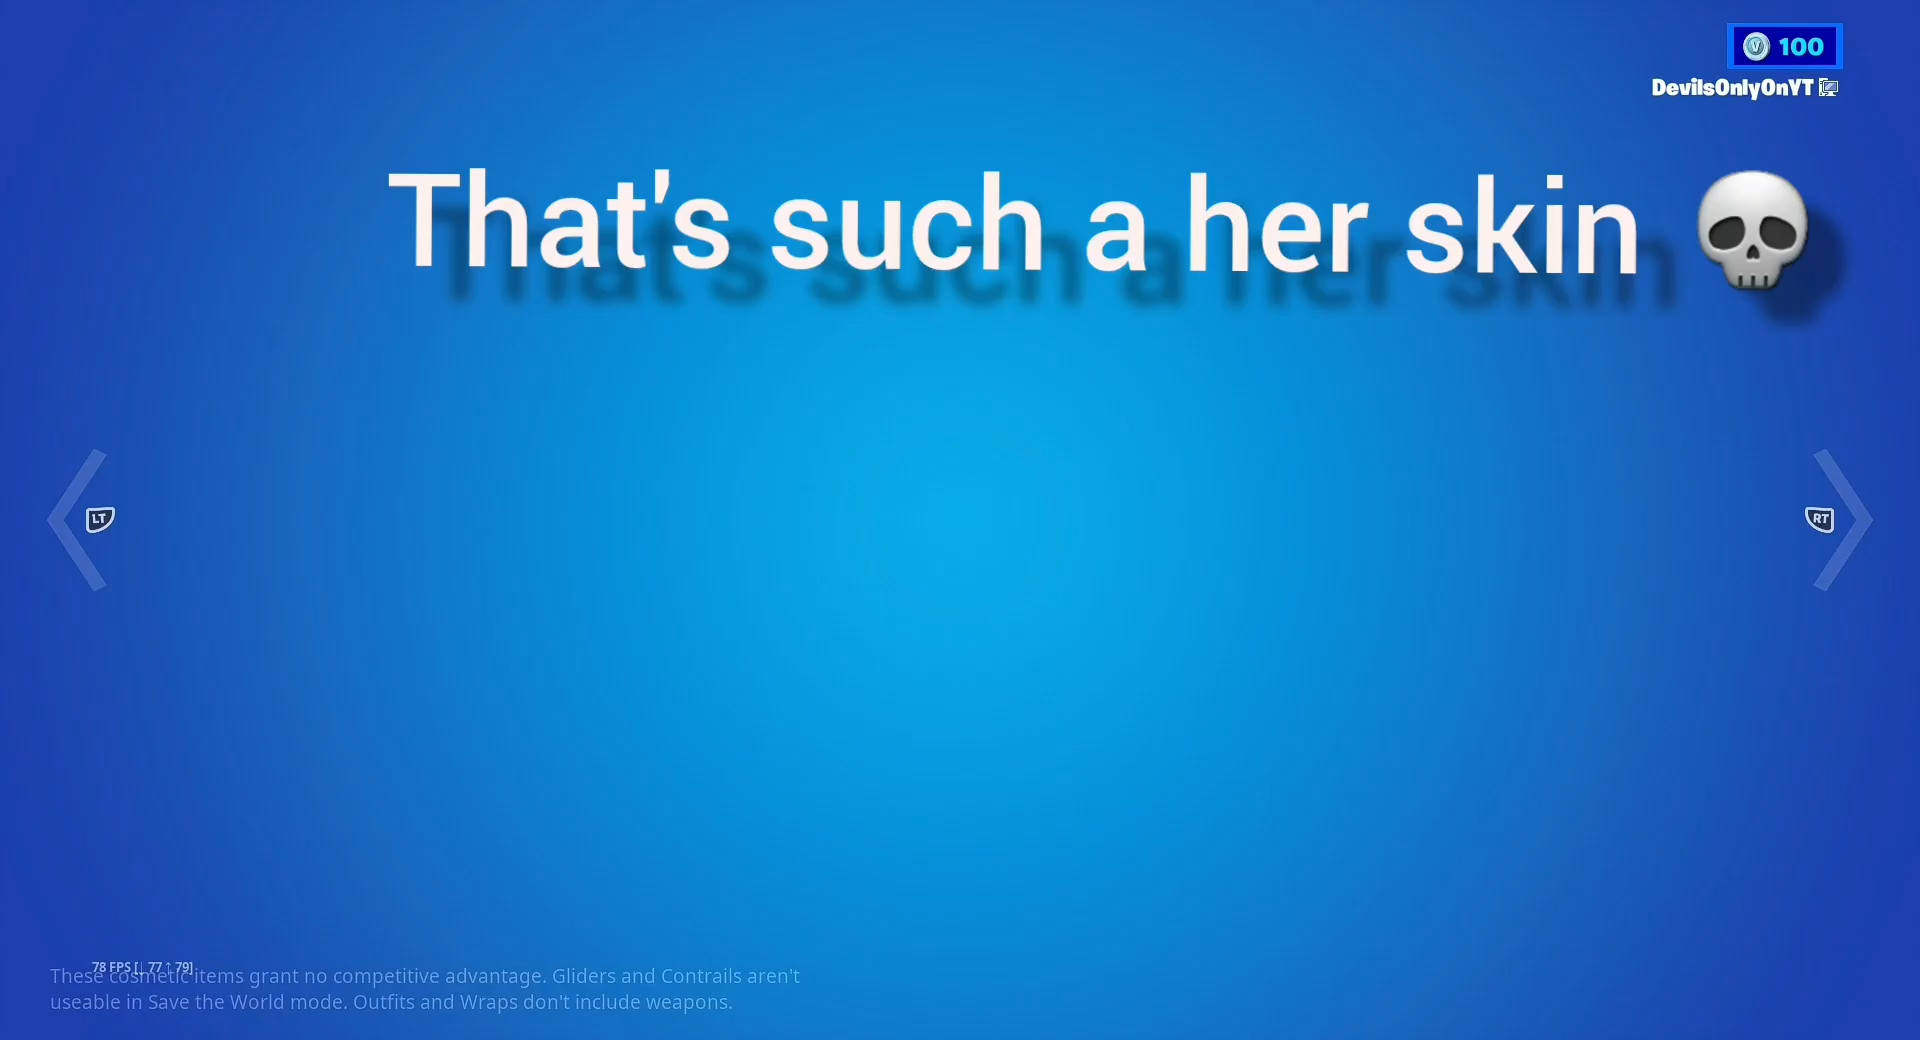 100
DevilsOnlyOnYT
That's such a her skin 💀
LT
RT
78 FPS [↓ 77 ↑ 79]
These cosmetic items grant no competitive advantage. Gliders and Contrails aren't
useable in Save the World mode. Outfits and Wraps don't include weapons.